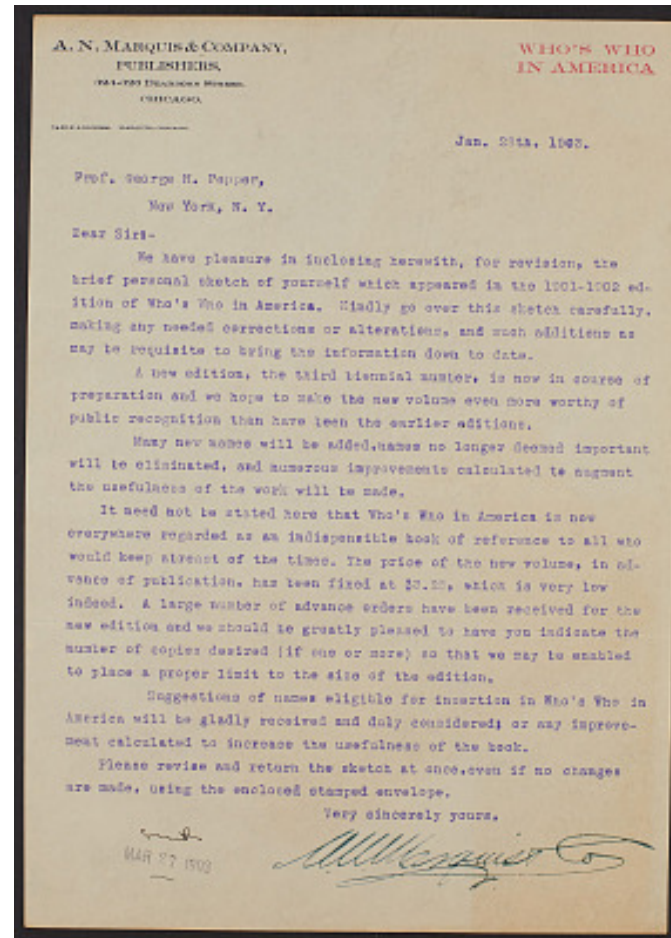 A. N. MARQUIS & COMPANY,
PUBLISHERS,
DEARBORN STREET,
CHICAGO.
WHO'S WHO
IN AMERICA
Jan. 1903.
Prof. George H. Pepper,
New York, N. Y.
Dear Sir:-
We have pleasure in inclosing herewith, for revision, the
brief personal sketch of yourself which appeared in the 1901-1902 ed-
ition of Who's Who in America. Kindly go over this sketch carefully,
making any needed corrections or alterations, and such additions as
may be requisite to bring the information down to date.
A new edition, the third biennial number, is now in course of
preparation and we hope to make the new volume even more worthy of
public recognition than have been the earlier editions.
Many new names will be added, names no longer deemed important
will be eliminated, and numerous improvements calculated to augment
the usefulness of the work will be made.
It need not be stated here that Who's Who in America is now
everywhere regarded as an indispensible book of reference to all who
would keep abreast of the times. The price of the new volume, in ad-
vance of publication, has been fixed at which is very low
indeed. A large number of advance orders have been received for the
new edition and we should be greatly pleased to have you indicate the
number of copies desired (if one or more) so that we may be enabled
to place a proper limit to the size of the edition.
Suggestions of names eligible for insertion in Who's Who in
America will be gladly received and duly considered; or any improve-
ment calculated to increase the usefulness of the book.
Please revise and return the sketch at once, even if no changes
are made, using the enclosed stamped envelope.
Very sincerely yours,
A N Marquis & Co
MAR 27 1903